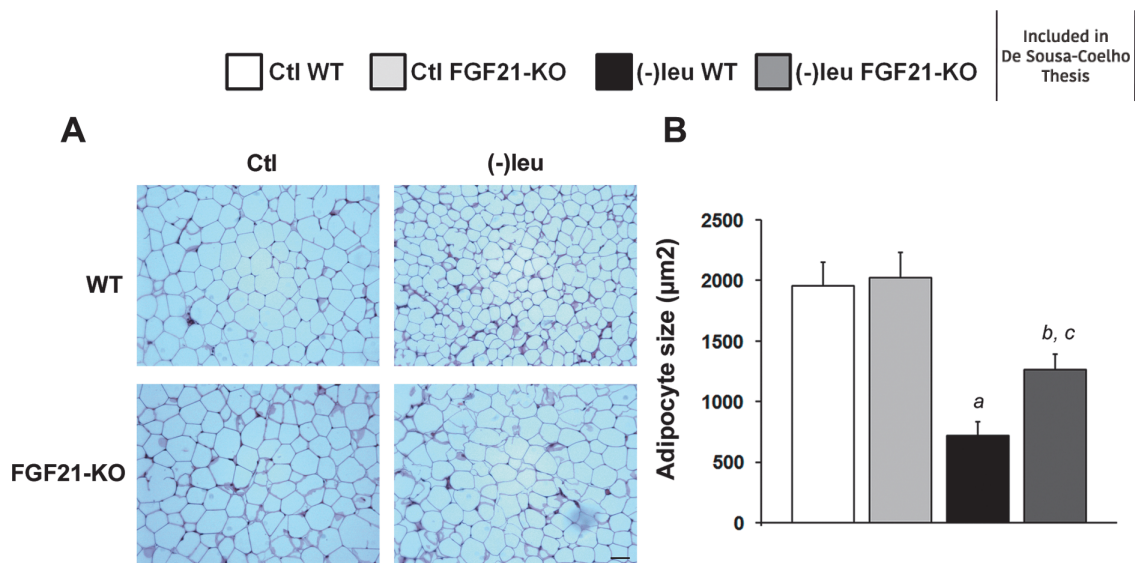 Included in
De Sousa-Coelho
Thesis
Ctl WT
Ctl FGF21-KO
(-)leu WT
(-)leu FGF21-KO
A
Ctl
(-)leu
WT
FGF21-KO
B
Adipocyte size (µm2)
2500
2000
1500
1000
500
0
a
b, c